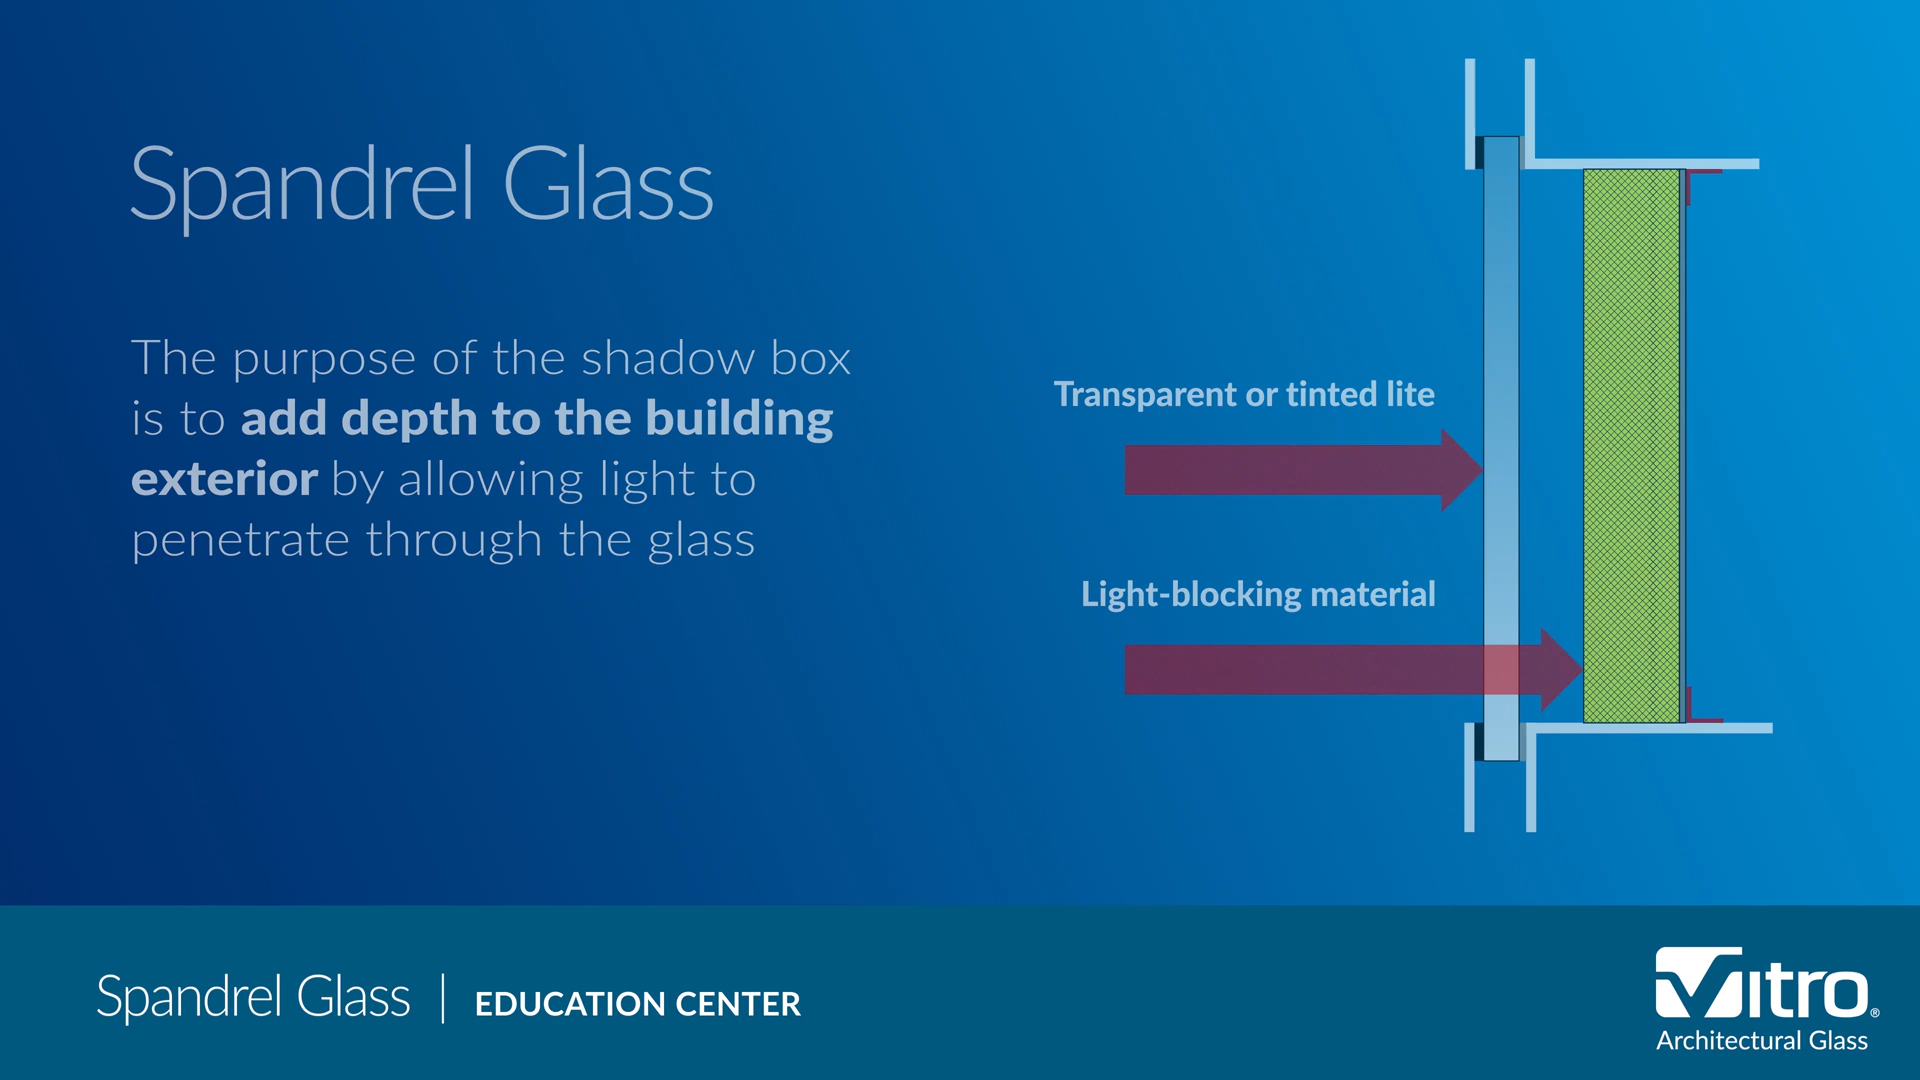 Spandrel Glass
The purpose of the shadow box
is to add depth to the building
exterior by allowing light to
penetrate through the glass
Transparent or tinted lite
Light-blocking material
Spandrel Glass | EDUCATION CENTER
Vitro®
Architectural Glass